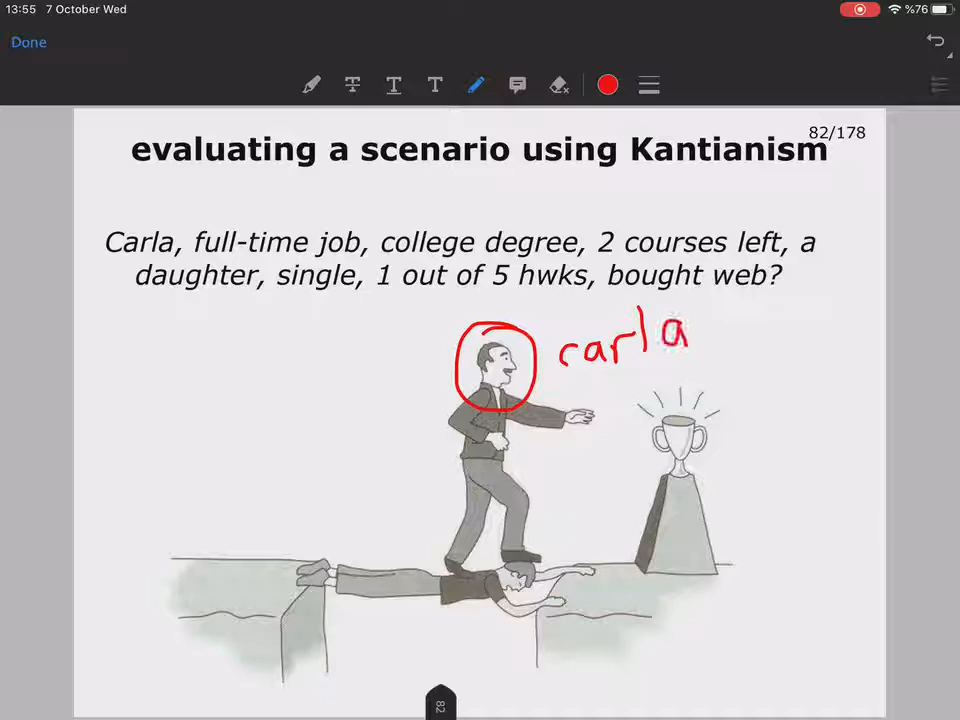 13:55 7 October Wed %76
Done
82/178
evaluating a scenario using Kantianism
Carla, full-time job, college degree, 2 courses left, a
daughter, single, 1 out of 5 hwks, bought web?
carla
82